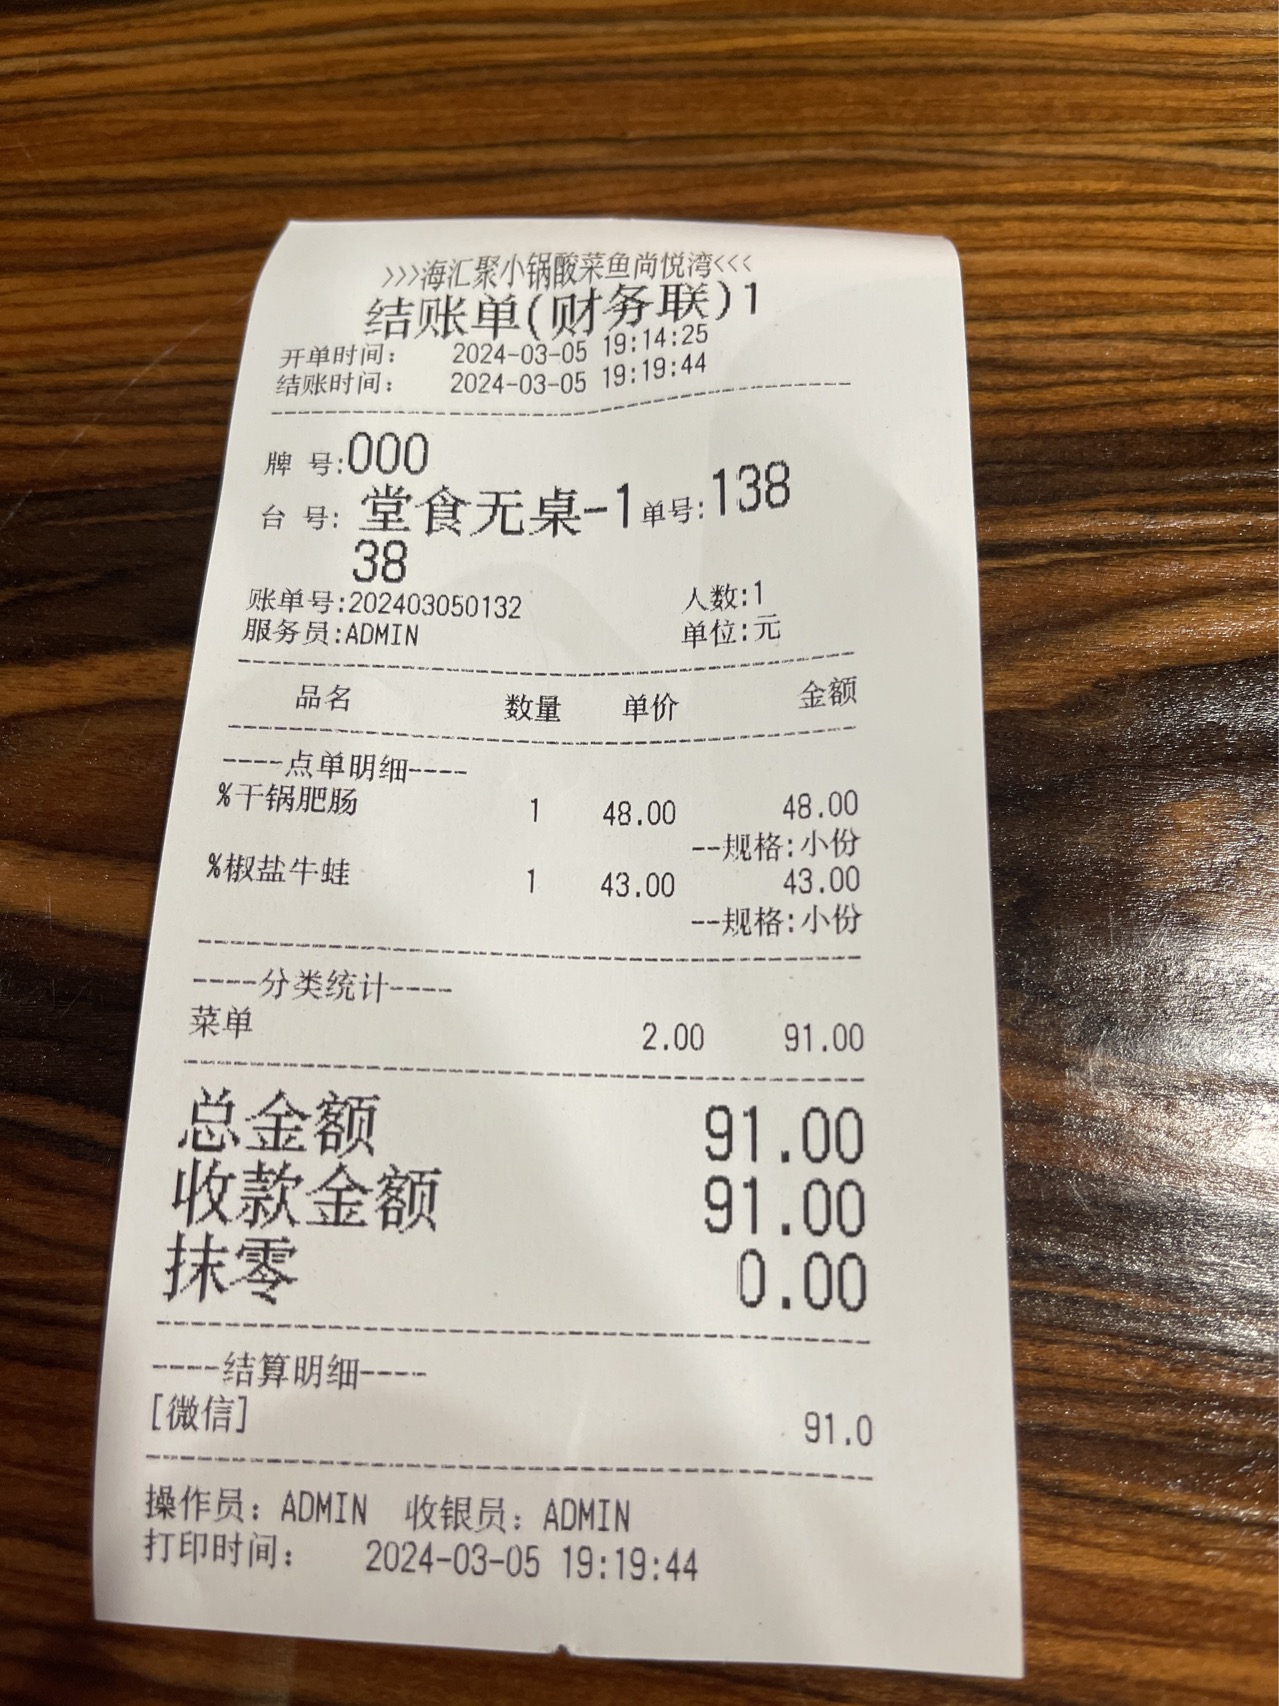 >>>海汇聚小锅酸菜鱼尚悦湾<<<
结账单(财务联)1
开单时间: 2024-03-05 19:14:25
结账时间: 2024-03-05 19:19:44
牌 号:000
台 号: 堂食无桌-1 单号:138
38
账单号:202403050132 人数:1
服务员:ADMIN 单位:元
品名 数量 单价 金额
----点单明细----
%干锅肥肠 1 48.00 48.00
--规格:小份
%椒盐牛蛙 1 43.00 43.00
--规格:小份
----分类统计----
菜单 2.00 91.00
总金额 91.00
收款金额 91.00
抹零 0.00
----结算明细----
[微信] 91.0
操作员: ADMIN 收银员: ADMIN
打印时间: 2024-03-05 19:19:44